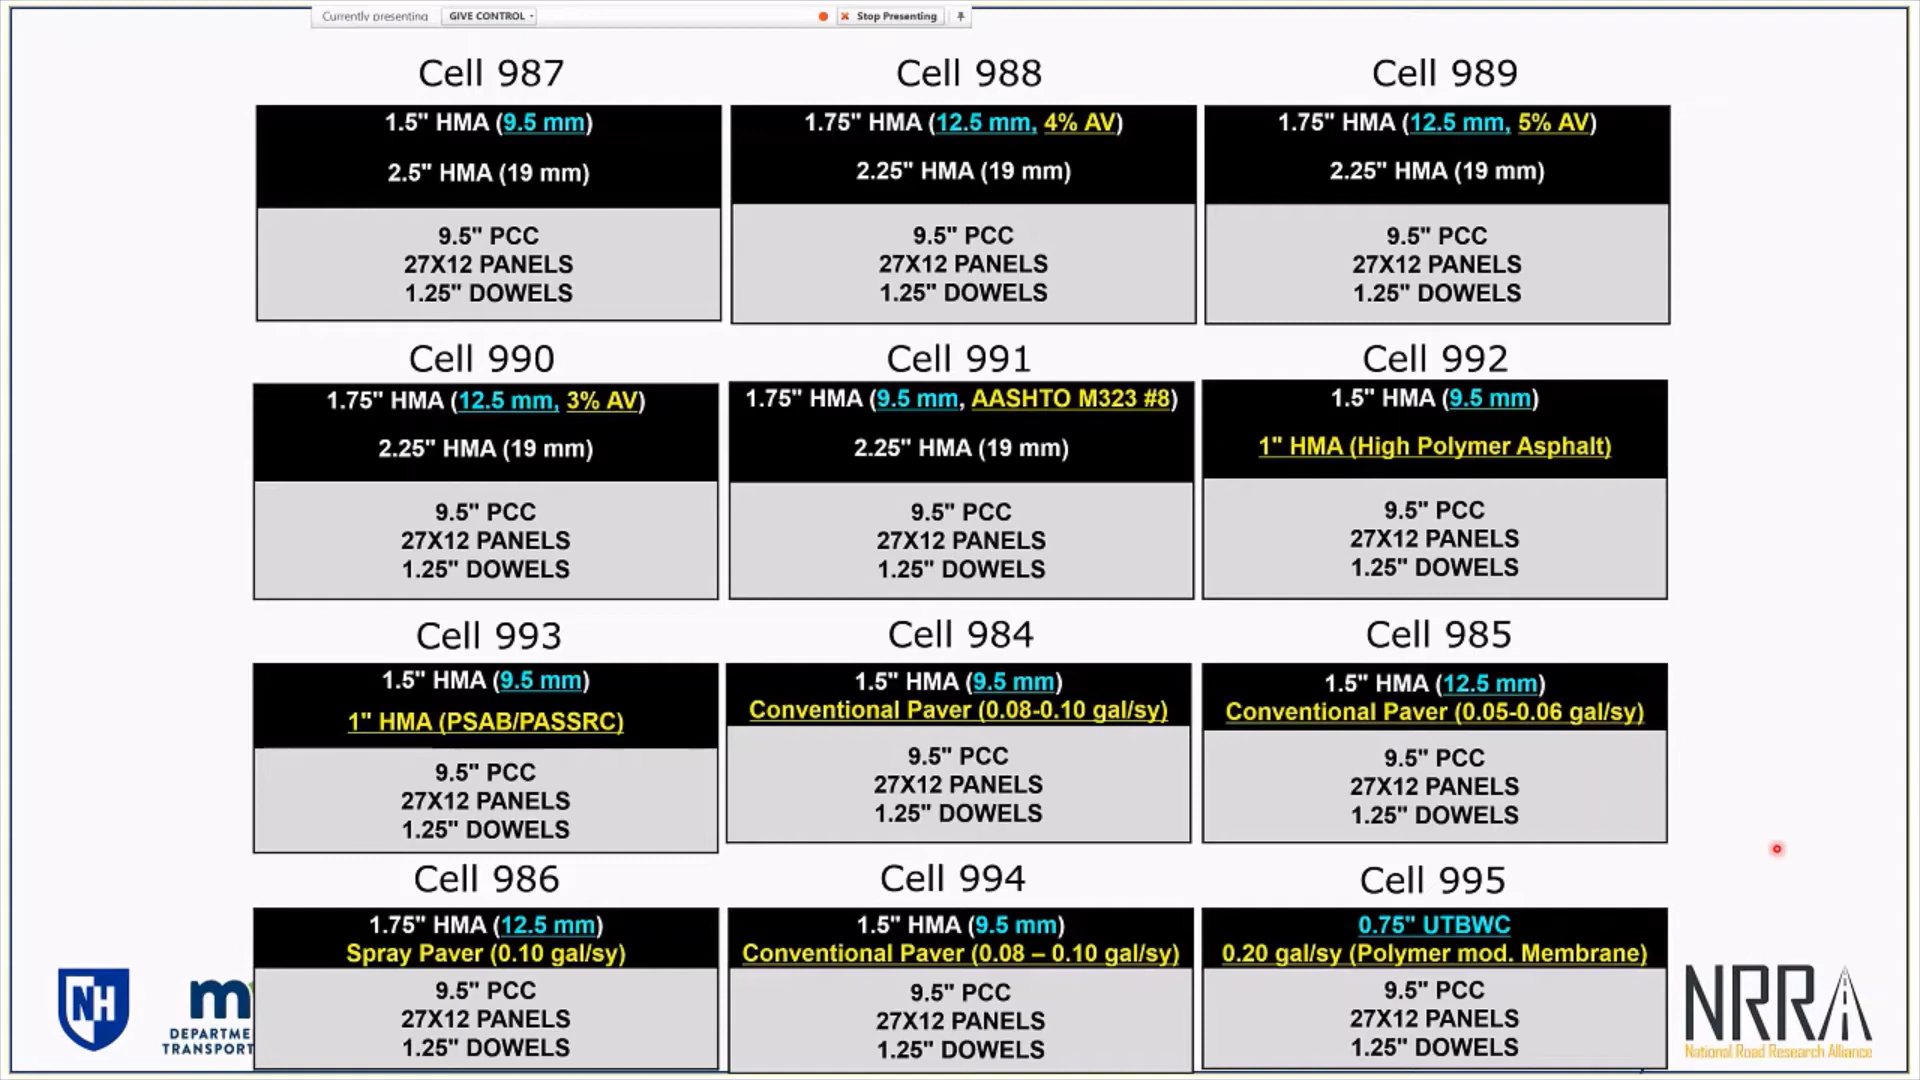 Currently presenting GIVE CONTROL Stop Presenting
Cell 987 Cell 988 Cell 989
1.5" HMA (9.5 mm)
2.5" HMA (19 mm)
9.5" PCC
27X12 PANELS
1.25" DOWELS
1.75" HMA (12.5 mm, 4% AV)
2.25" HMA (19 mm)
9.5" PCC
27X12 PANELS
1.25" DOWELS
1.75" HMA (12.5 mm, 5% AV)
2.25" HMA (19 mm)
9.5" PCC
27X12 PANELS
1.25" DOWELS
Cell 990 Cell 991 Cell 992
1.75" HMA (12.5 mm, 3% AV)
2.25" HMA (19 mm)
9.5" PCC
27X12 PANELS
1.25" DOWELS
1.75" HMA (9.5 mm, AASHTO M323 #8)
2.25" HMA (19 mm)
9.5" PCC
27X12 PANELS
1.25" DOWELS
1.5" HMA (9.5 mm)
1" HMA (High Polymer Asphalt)
9.5" PCC
27X12 PANELS
1.25" DOWELS
Cell 993 Cell 984 Cell 985
1.5" HMA (9.5 mm)
1" HMA (PSAB/PASSRC)
9.5" PCC
27X12 PANELS
1.25" DOWELS
1.5" HMA (9.5 mm)
Conventional Paver (0.08-0.10 gal/sy)
9.5" PCC
27X12 PANELS
1.25" DOWELS
1.5" HMA (12.5 mm)
Conventional Paver (0.05-0.06 gal/sy)
9.5" PCC
27X12 PANELS
1.25" DOWELS
Cell 986 Cell 994 Cell 995
1.75" HMA (12.5 mm)
Spray Paver (0.10 gal/sy)
9.5" PCC
27X12 PANELS
1.25" DOWELS
1.5" HMA (9.5 mm)
Conventional Paver (0.08 – 0.10 gal/sy)
9.5" PCC
27X12 PANELS
1.25" DOWELS
0.75" UTBWC
0.20 gal/sy (Polymer mod. Membrane)
9.5" PCC
27X12 PANELS
1.25" DOWELS
NH
m
DEPARTME
TRANSPORT
NRRA
National Road Research Alliance